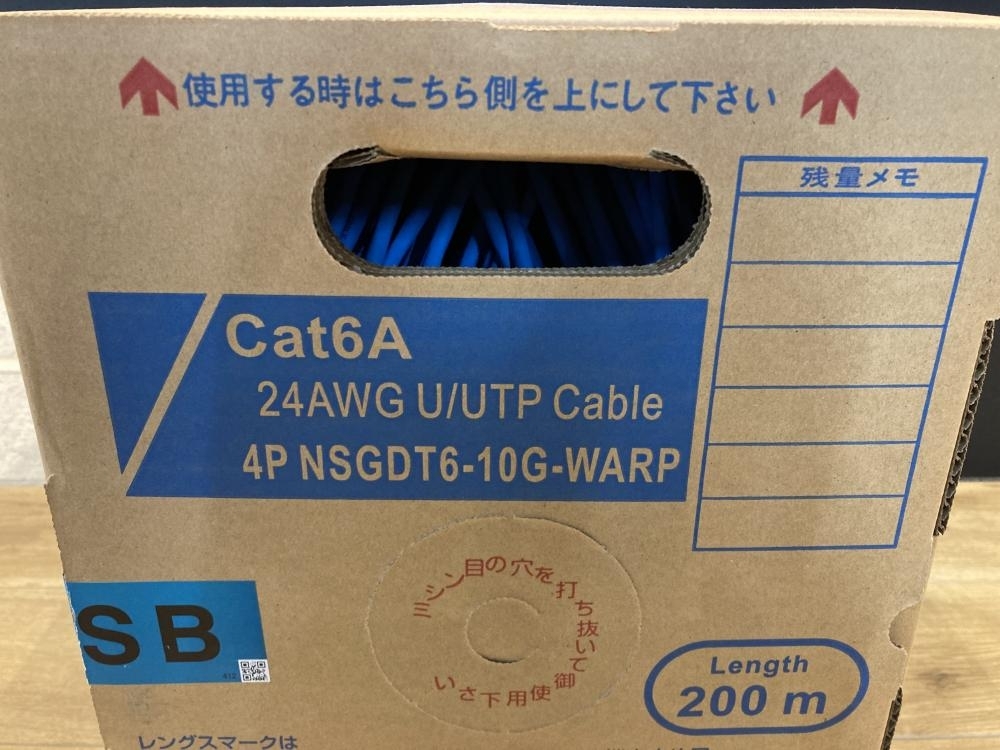 使用する時はこちら側を上にして下さい
残量メモ
Cat6A
24AWG U/UTP Cable
4P NSGDT6-10G-WARP
ミシン目の穴を打ち抜いて御使用下さい
SB
412
Length
200 m
レングスマークは